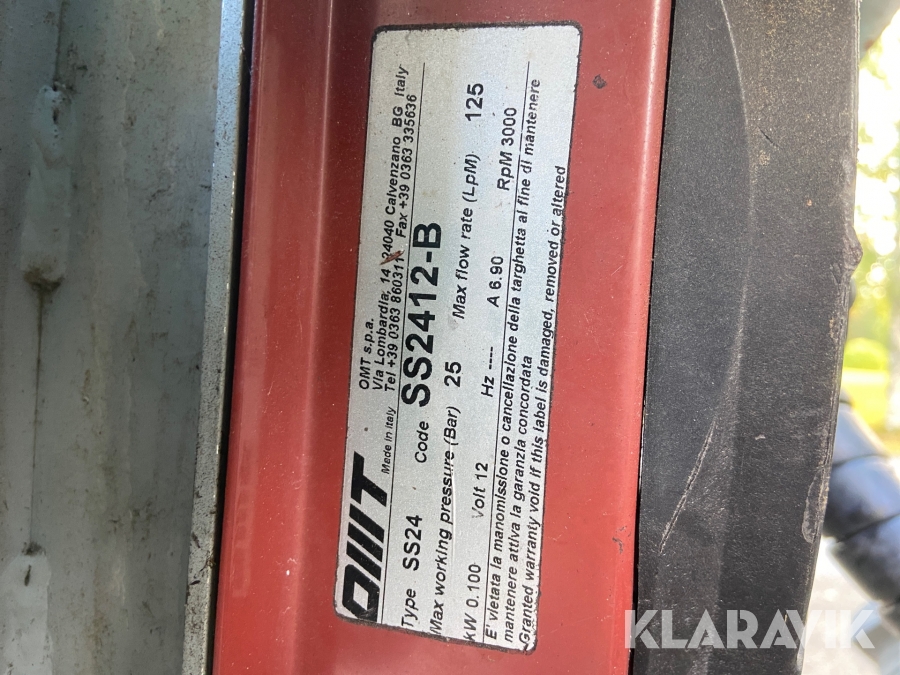 OMT
Made in Italy
OMT s.p.a.
Via Lombardia, 14 24040 Calvenzano BG Italy
Tel +39 0363 860311 Fax +39 0363 335636
Type SS24 Code SS2412-B
Max working pressure (Bar) 25 Max flow rate (LpM) 125
kW 0.100 Volt 12 Hz ---- A 6.90 RpM 3000
E' vietata la manomissione o cancellazione della targhetta al fine di mantenere
mantenere attiva la garanzia concordata
Granted warranty void if this label is damaged, removed or altered
KLARAVIK